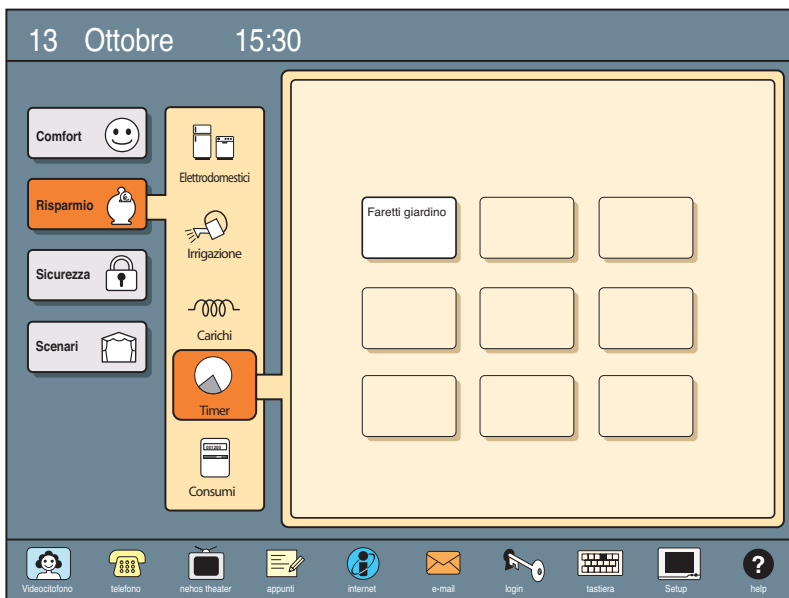 13 Ottobre 15:30
Comfort
Risparmio
Sicurezza
Scenari
Elettrodomestici
Irrigazione
Carichi
Timer
001200
Consumi
Faretti giardino
Videocitofono telefono nehos theater appunti internet e-mail login tastiera Setup help